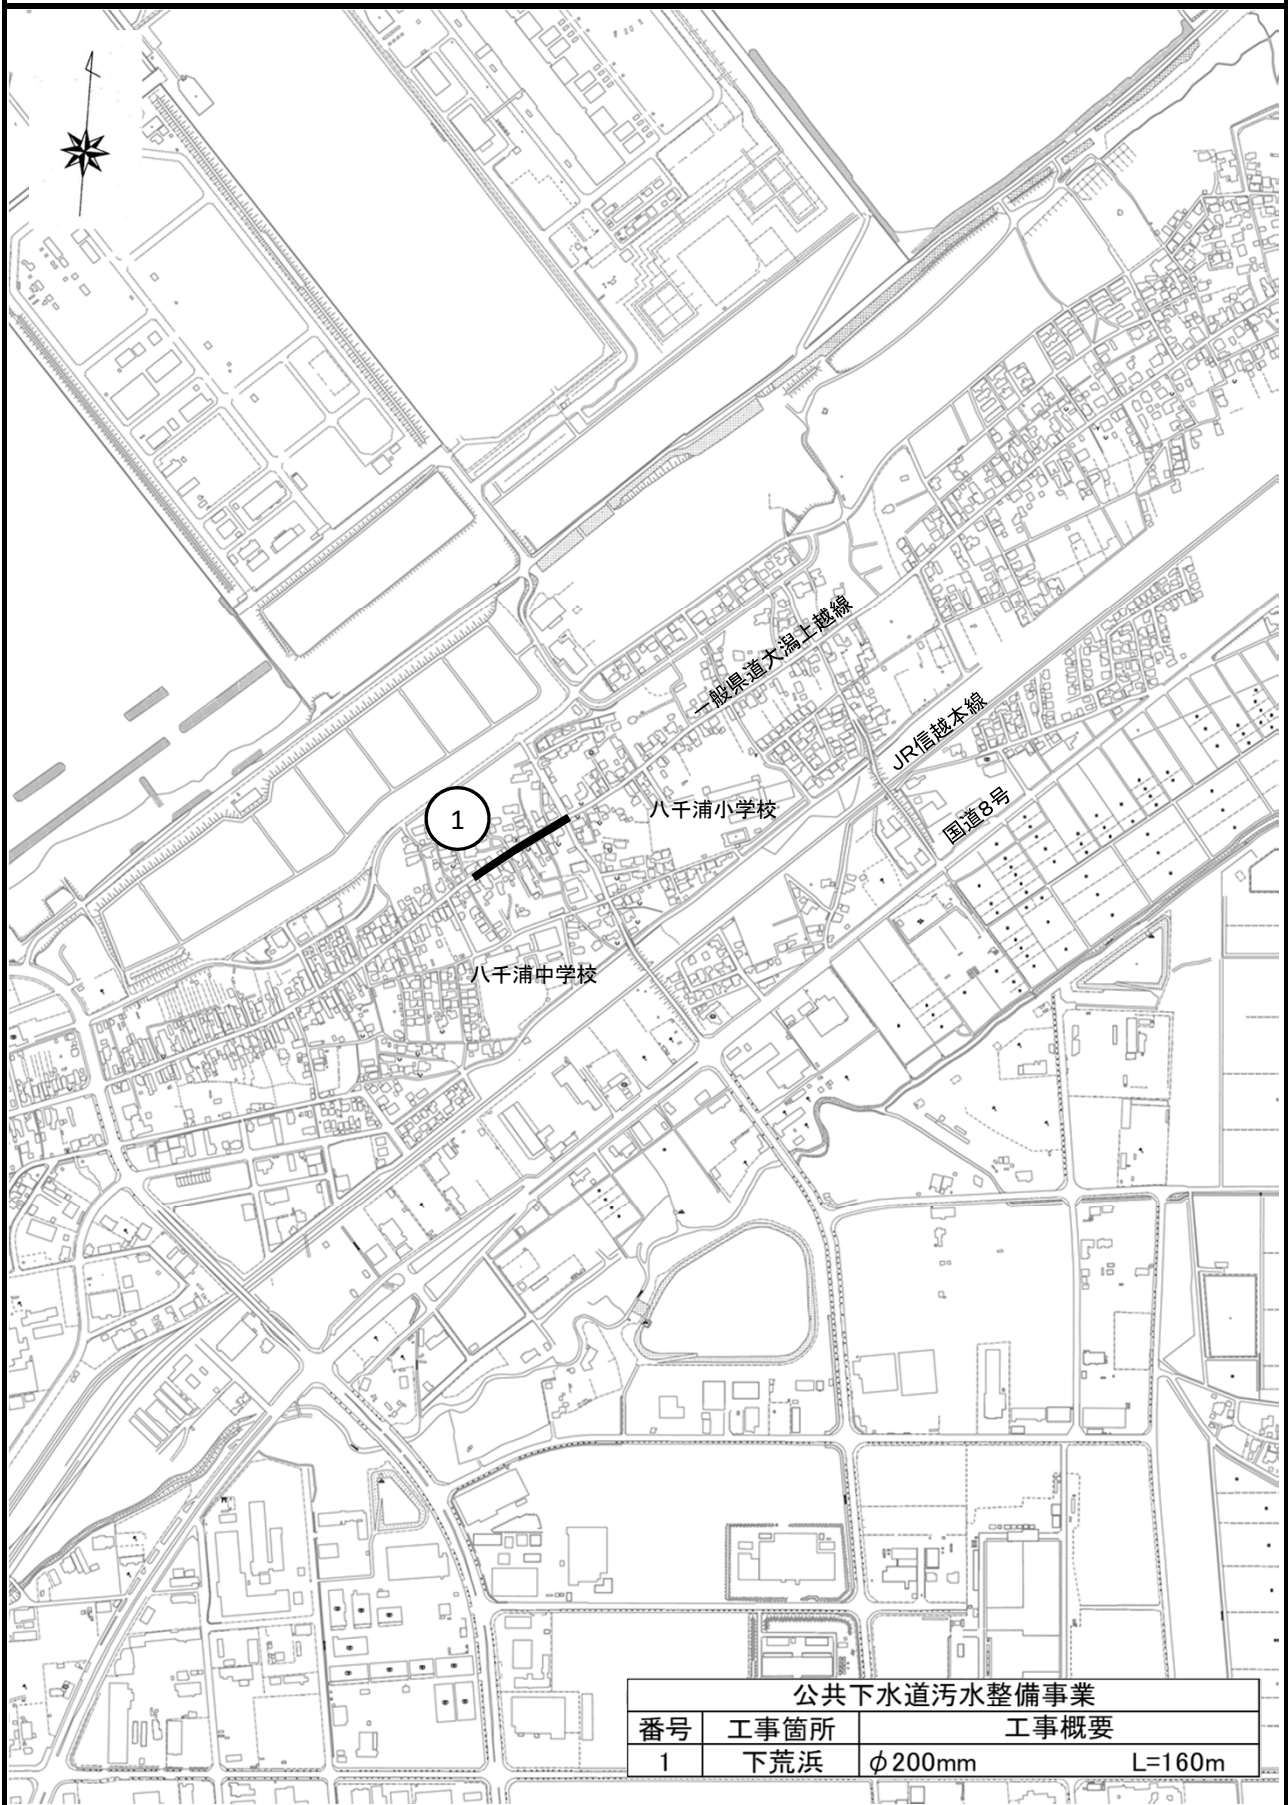 一般県道大潟上越線
JR信越本線
国道8号
八千浦小学校
1
八千浦中学校
公共下水道汚水整備事業
番号 工事箇所 工事概要
1 下荒浜 φ200mm L=160m